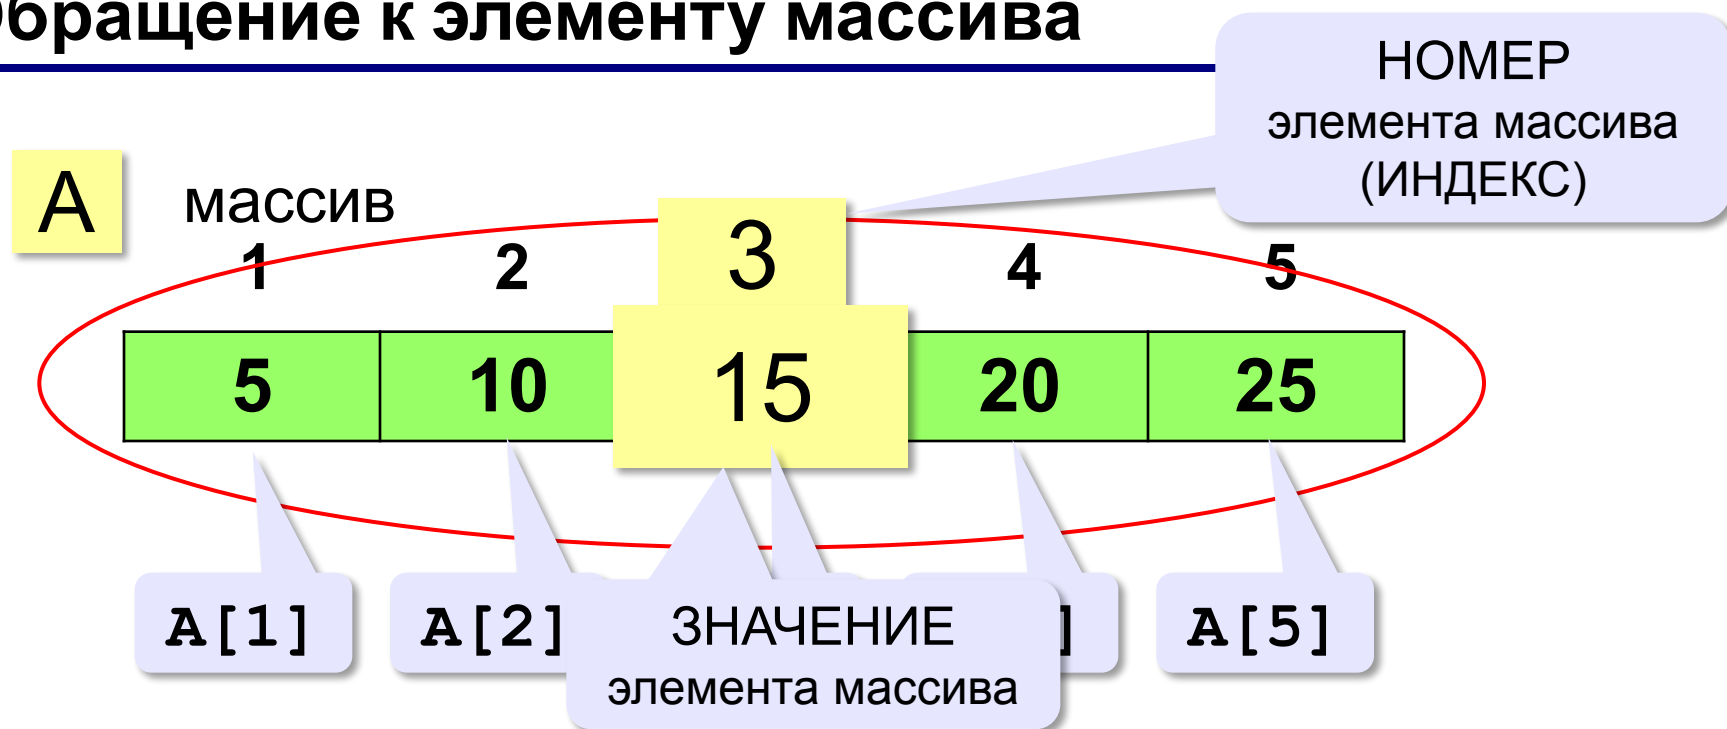 Обращение к элементу массива
НОМЕР
элемента массива
(ИНДЕКС)
A
массив
1 2 3 4 5
5 10 15 20 25
A[1] A[2] ] A[5]
ЗНАЧЕНИЕ
элемента массива